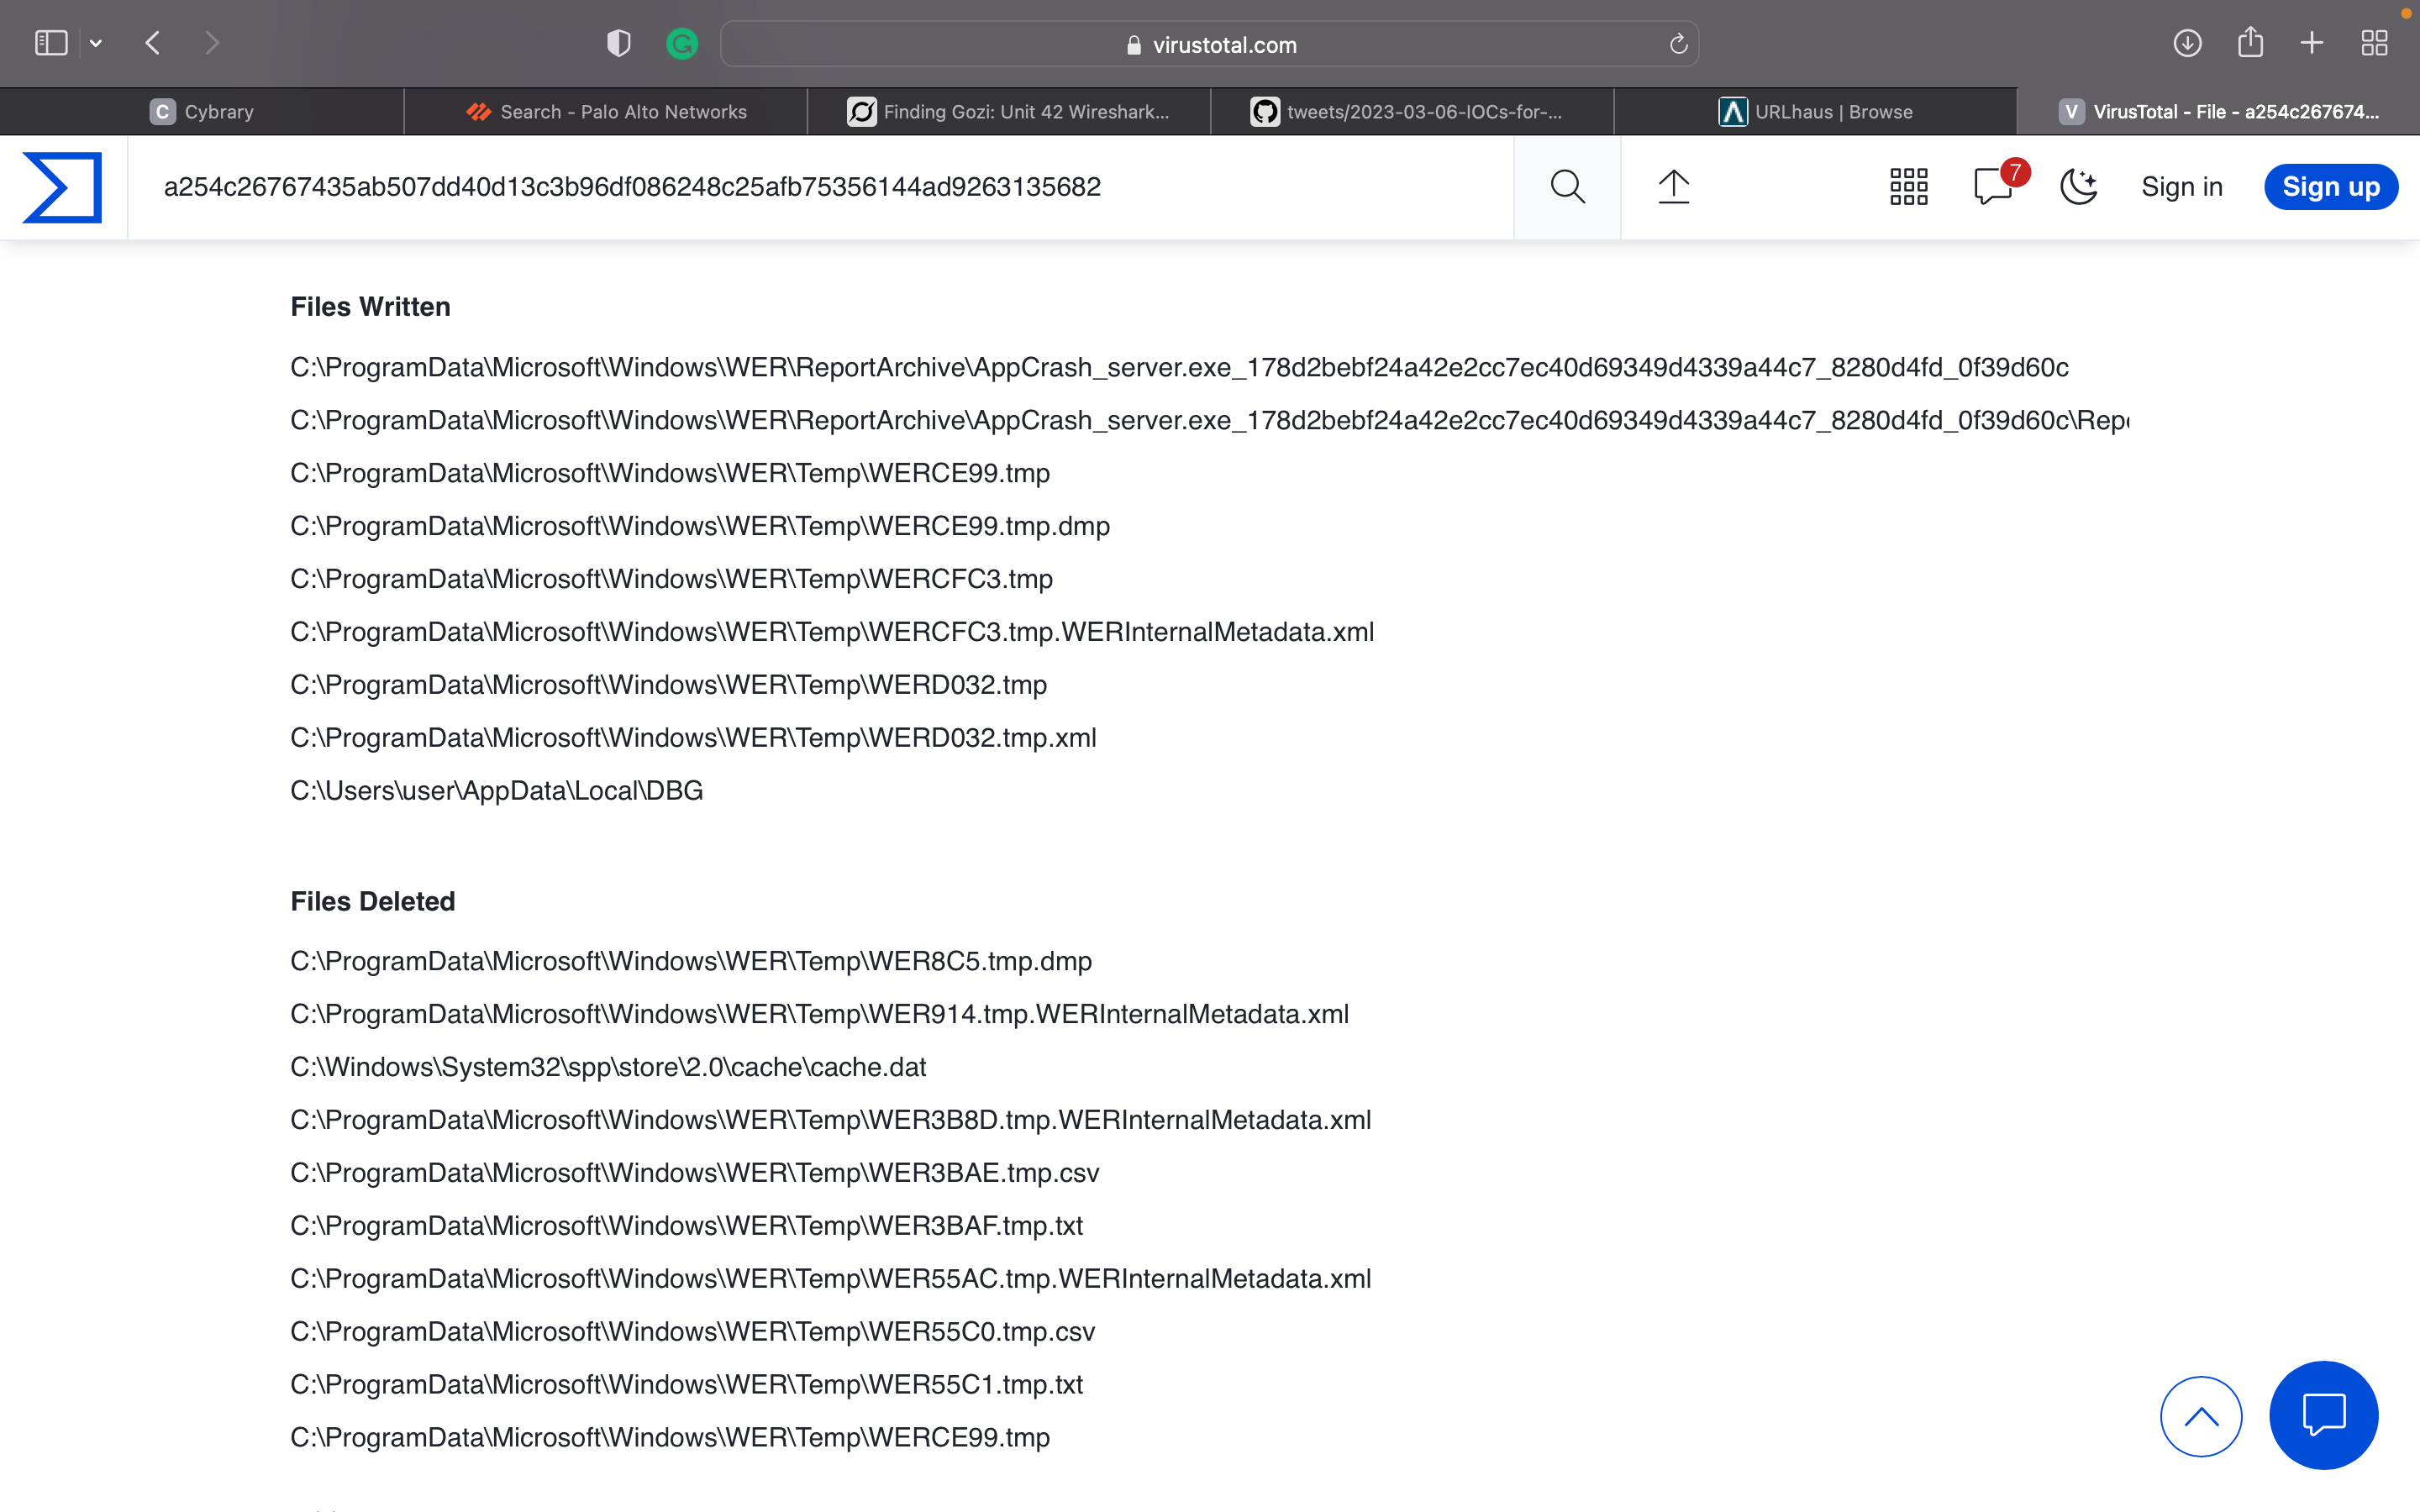 virustotal.com
C Cybrary
Search - Palo Alto Networks
Finding Gozi: Unit 42 Wireshark...
tweets/2023-03-06-IOCs-for-...
URLhaus | Browse
V VirusTotal - File - a254c267674...
a254c26767435ab507dd40d13c3b96df086248c25afb75356144ad9263135682
7
Sign in
Sign up
Files Written
C:\ProgramData\Microsoft\Windows\WER\ReportArchive\AppCrash_server.exe_178d2bebf24a42e2cc7ec40d69349d4339a44c7_8280d4fd_0f39d60c
C:\ProgramData\Microsoft\Windows\WER\ReportArchive\AppCrash_server.exe_178d2bebf24a42e2cc7ec40d69349d4339a44c7_8280d4fd_0f39d60c\Rep
C:\ProgramData\Microsoft\Windows\WER\Temp\WERCE99.tmp
C:\ProgramData\Microsoft\Windows\WER\Temp\WERCE99.tmp.dmp
C:\ProgramData\Microsoft\Windows\WER\Temp\WERCFC3.tmp
C:\ProgramData\Microsoft\Windows\WER\Temp\WERCFC3.tmp.WERInternalMetadata.xml
C:\ProgramData\Microsoft\Windows\WER\Temp\WERD032.tmp
C:\ProgramData\Microsoft\Windows\WER\Temp\WERD032.tmp.xml
C:\Users\user\AppData\Local\DBG
Files Deleted
C:\ProgramData\Microsoft\Windows\WER\Temp\WER8C5.tmp.dmp
C:\ProgramData\Microsoft\Windows\WER\Temp\WER914.tmp.WERInternalMetadata.xml
C:\Windows\System32\spp\store\2.0\cache\cache.dat
C:\ProgramData\Microsoft\Windows\WER\Temp\WER3B8D.tmp.WERInternalMetadata.xml
C:\ProgramData\Microsoft\Windows\WER\Temp\WER3BAE.tmp.csv
C:\ProgramData\Microsoft\Windows\WER\Temp\WER3BAF.tmp.txt
C:\ProgramData\Microsoft\Windows\WER\Temp\WER55AC.tmp.WERInternalMetadata.xml
C:\ProgramData\Microsoft\Windows\WER\Temp\WER55C0.tmp.csv
C:\ProgramData\Microsoft\Windows\WER\Temp\WER55C1.tmp.txt
C:\ProgramData\Microsoft\Windows\WER\Temp\WERCE99.tmp